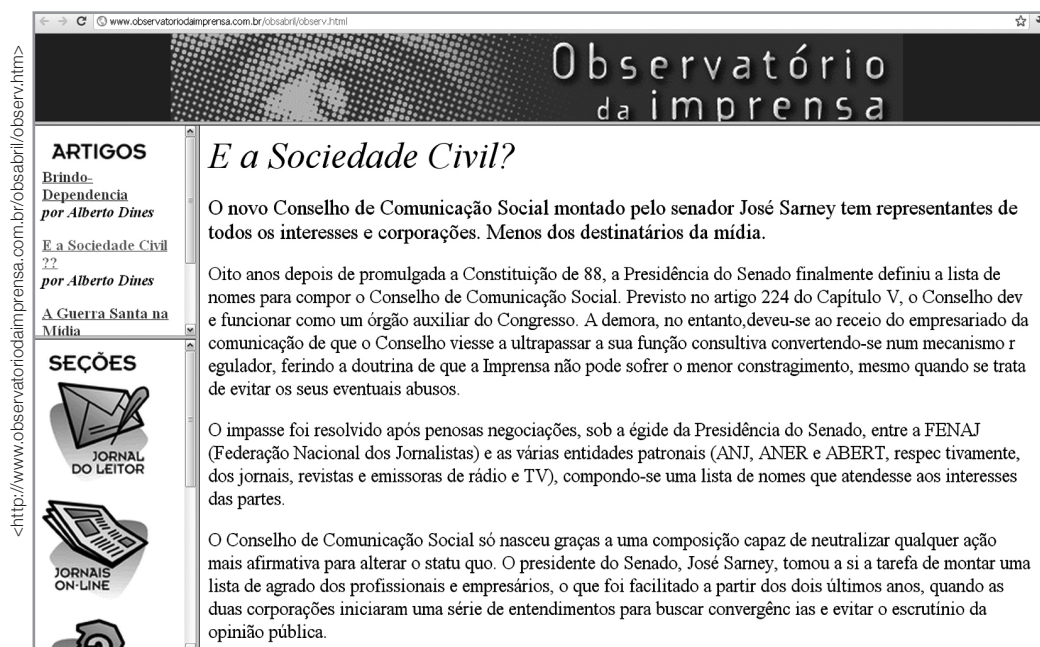 www.observatoriodaimprensa.com.br/obsabril/observ.html
<http://www.observatoriodaimprensa.com.br/obsabril/observ.htm>
Observatório
da imprensa
ARTIGOS
Brindo-
Dependencia
por Alberto Dines
E a Sociedade Civil
??
por Alberto Dines
A Guerra Santa na
Mídia
SEÇÕES
JORNAL
DO LEITOR
JORNAIS
ON-LINE
E a Sociedade Civil?
O novo Conselho de Comunicação Social montado pelo senador José Sarney tem representantes de
todos os interesses e corporações. Menos dos destinatários da mídia.
Oito anos depois de promulgada a Constituição de 88, a Presidência do Senado finalmente definiu a lista de
nomes para compor o Conselho de Comunicação Social. Previsto no artigo 224 do Capítulo V, o Conselho dev
e funcionar como um órgão auxiliar do Congresso. A demora, no entanto,deveu-se ao receio do empresariado da
comunicação de que o Conselho viesse a ultrapassar a sua função consultiva convertendo-se num mecanismo r
egulador, ferindo a doutrina de que a Imprensa não pode sofrer o menor constragimento, mesmo quando se trata
de evitar os seus eventuais abusos.
O impasse foi resolvido após penosas negociações, sob a égide da Presidência do Senado, entre a FENAJ
(Federação Nacional dos Jornalistas) e as várias entidades patronais (ANJ, ANER e ABERT, respec tivamente,
dos jornais, revistas e emissoras de rádio e TV), compondo-se uma lista de nomes que atendesse aos interesses
das partes.
O Conselho de Comunicação Social só nasceu graças a uma composição capaz de neutralizar qualquer ação
mais afirmativa para alterar o statu quo. O presidente do Senado, José Sarney, tomou a si a tarefa de montar uma
lista de agrado dos profissionais e empresários, o que foi facilitado a partir dos dois últimos anos, quando as
duas corporações iniciaram uma série de entendimentos para buscar convergênc ias e evitar o escrutínio da
opinião pública.